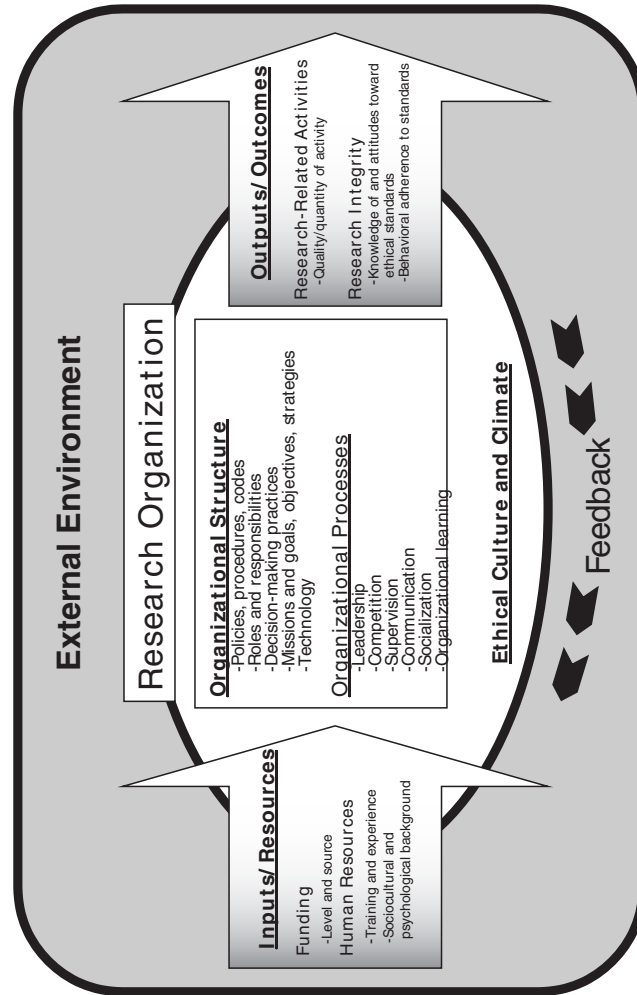 External Environment
Research Organization
Inputs/Resources
Funding
-Level and source
Human Resources
-Training and experience
-Sociocultural and
psychological background
Organizational Structure
-Policies, procedures, codes
-Roles and responsibilities
-Decision-making practices
-Missions and goals, objectives, strategies
-Technology
Organizational Processes
-Leadership
-Competition
-Supervision
-Communication
-Socialization
-Organizational learning
Ethical Culture and Climate
Outputs/Outcomes
Research-Related Activities
-Quality/quantity of activity
Research Integrity
-Knowledge of and attitudes toward
ethical standards
-Behavioral adherence to standards
Feedback